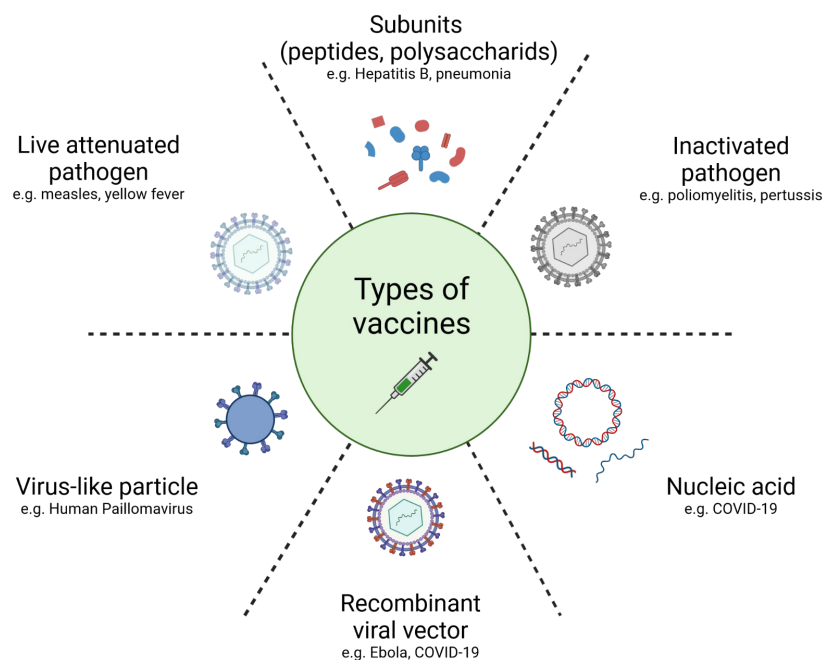 Subunits
(peptides, polysaccharids)
e.g. Hepatitis B, pneumonia
Live attenuated
pathogen
e.g. measles, yellow fever
Inactivated
pathogen
e.g. poliomyelitis, pertussis
Types of
vaccines
Virus-like particle
e.g. Human Paillomavirus
Nucleic acid
e.g. COVID-19
Recombinant
viral vector
e.g. Ebola, COVID-19